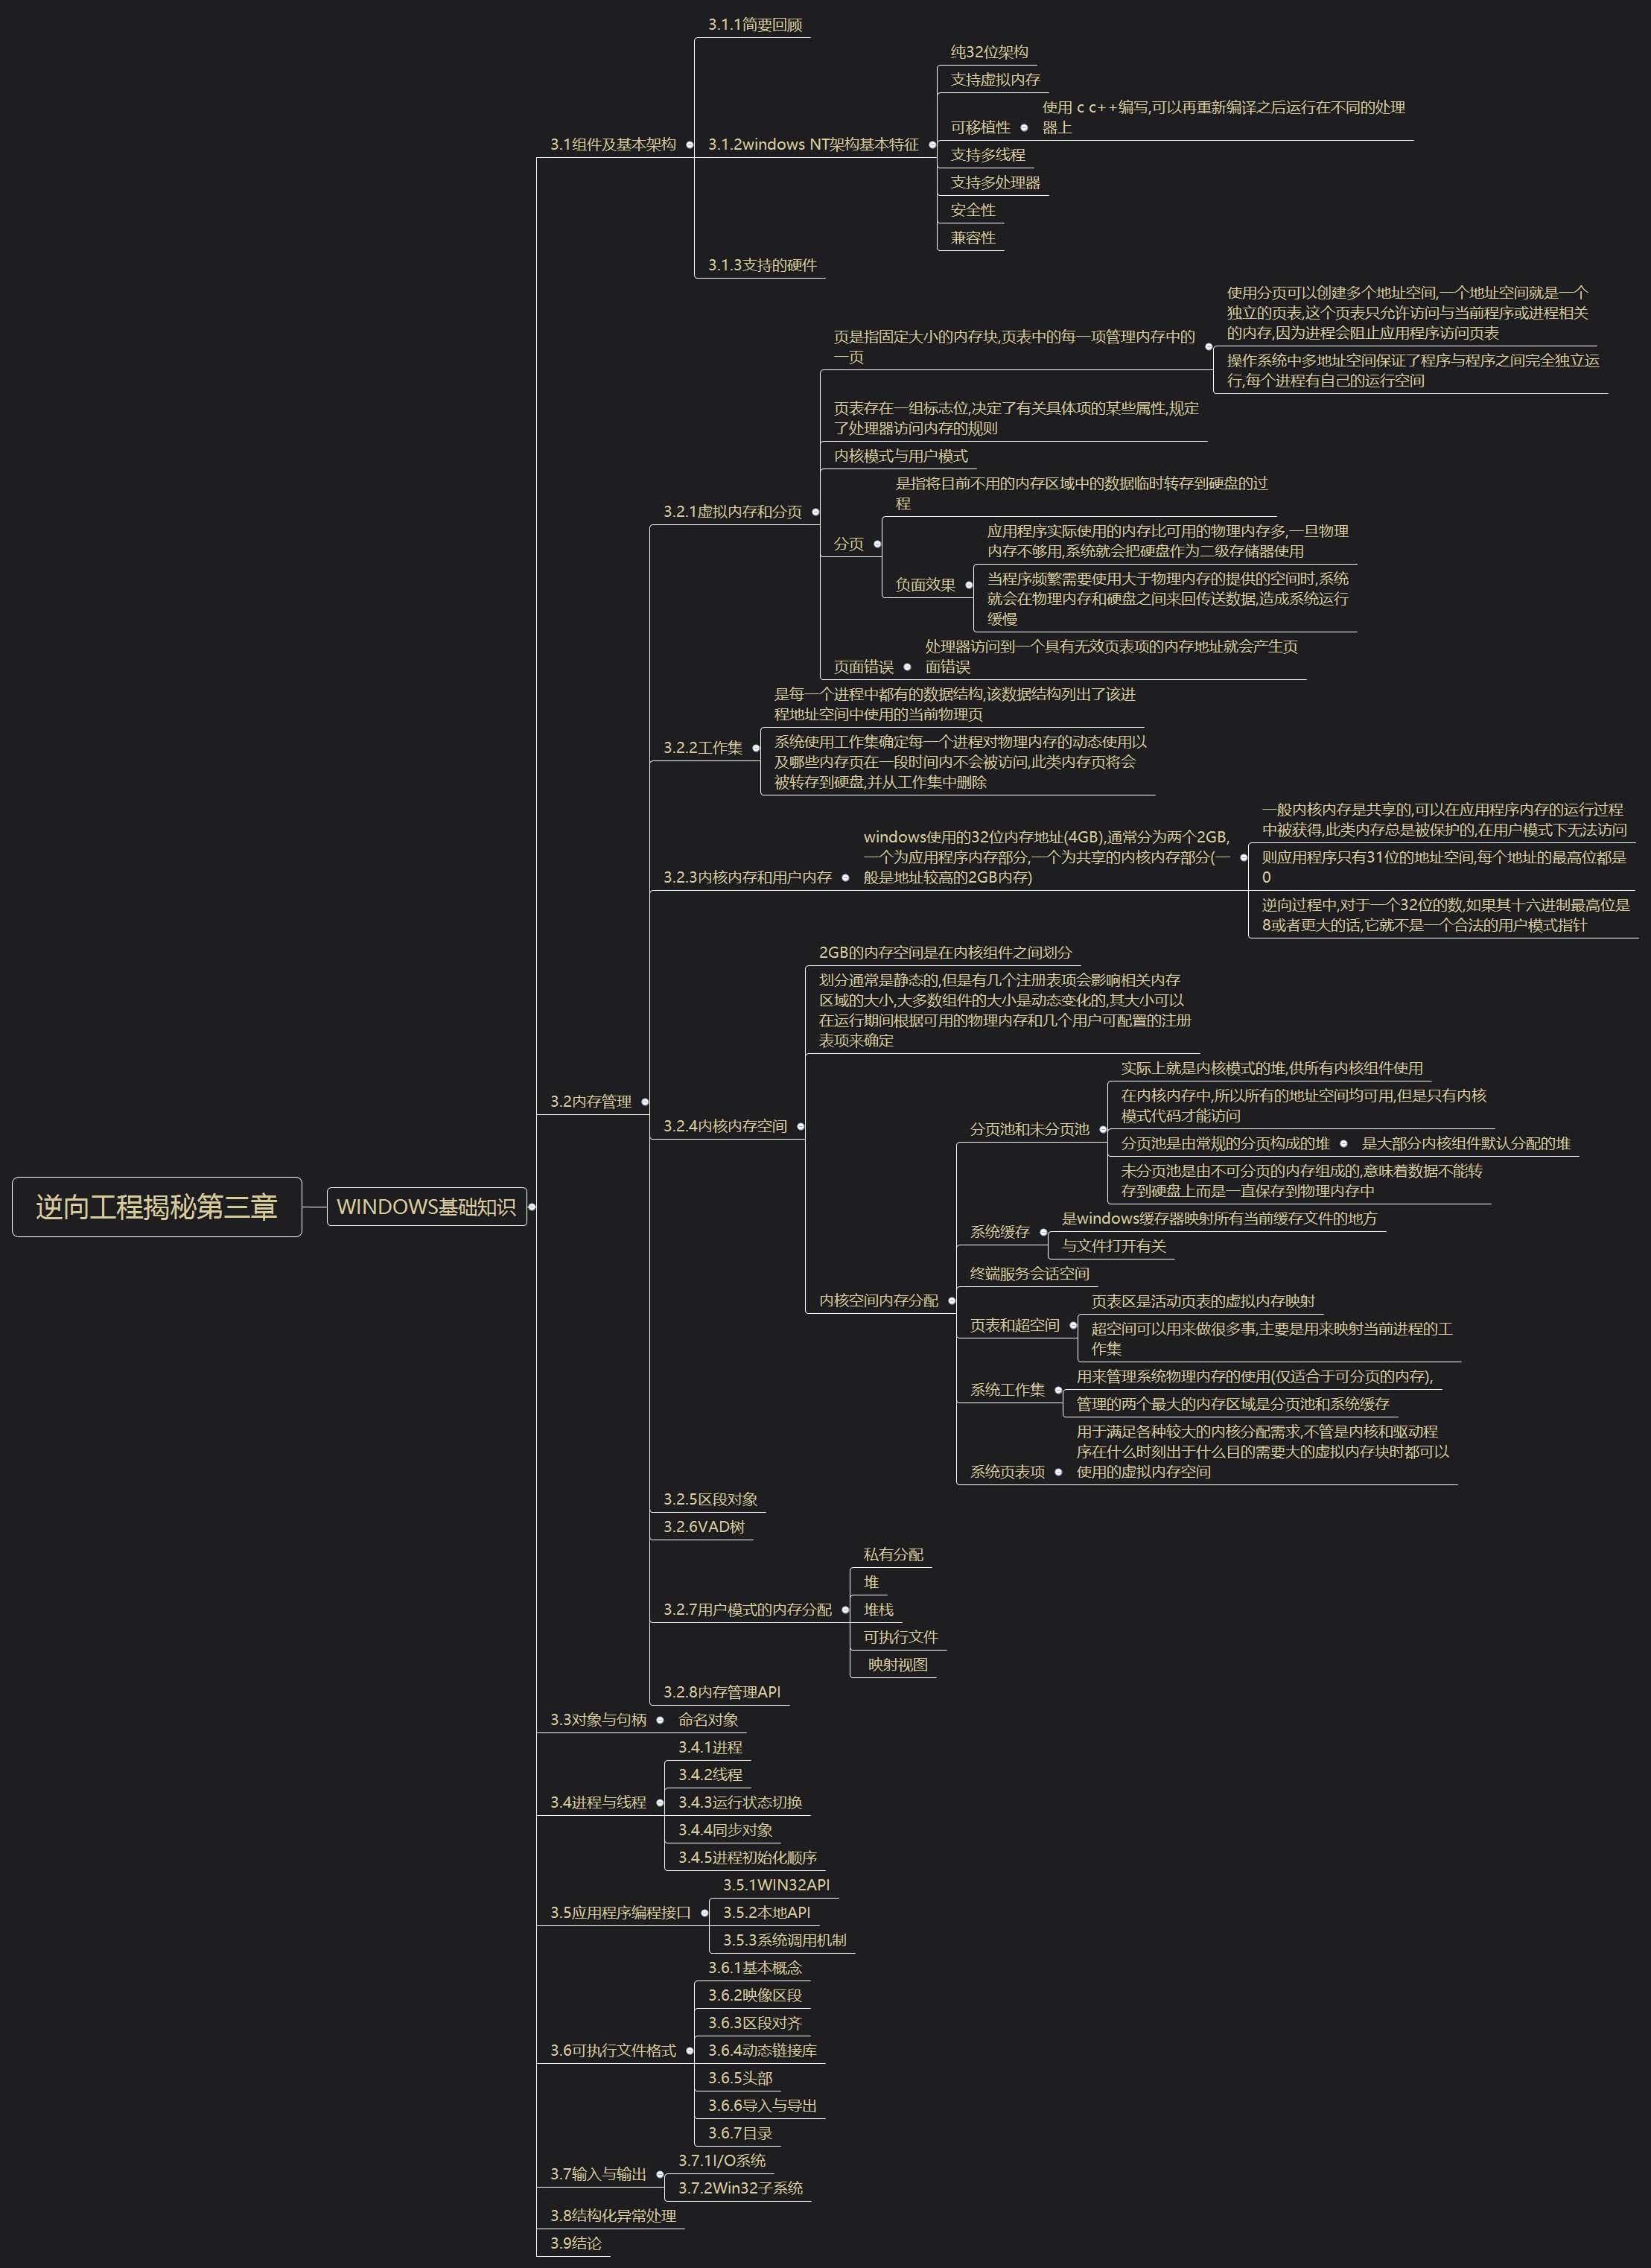 逆向工程揭秘第三章
WINDOWS基础知识
3.1组件及基本架构
3.1.1简要回顾
3.1.2windows NT架构基本特征
纯32位架构
支持虚拟内存
可移植性
使用 c c++编写,可以再重新编译之后运行在不同的处理
器上
支持多线程
支持多处理器
安全性
兼容性
3.1.3支持的硬件
3.2内存管理
3.2.1虚拟内存和分页
页是指固定大小的内存块,页表中的每一项管理内存中的
一页
使用分页可以创建多个地址空间,一个地址空间就是一个
独立的页表,这个页表只允许访问与当前程序或进程相关
的内存,因为进程会阻止应用程序访问页表
操作系统中多地址空间保证了程序与程序之间完全独立运
行,每个进程有自己的运行空间
页表存在一组标志位,决定了有关具体项的某些属性,规定
了处理器访问内存的规则
内核模式与用户模式
分页
是指将目前不用的内存区域中的数据临时转存到硬盘的过
程
负面效果
应用程序实际使用的内存比可用的物理内存多,一旦物理
内存不够用,系统就会把硬盘作为二级存储器使用
当程序频繁需要使用大于物理内存的提供的空间时,系统
就会在物理内存和硬盘之间来回传送数据,造成系统运行
缓慢
页面错误
处理器访问到一个具有无效页表项的内存地址就会产生页
面错误
3.2.2工作集
是每一个进程中都有的数据结构,该数据结构列出了该进
程地址空间中使用的当前物理页
系统使用工作集确定每一个进程对物理内存的动态使用以
及哪些内存页在一段时间内不会被访问,此类内存页将会
被转存到硬盘,并从工作集中删除
3.2.3内核内存和用户内存
windows使用的32位内存地址(4GB),通常分为两个2GB,
一个为应用程序内存部分,一个为共享的内核内存部分(一
般是地址较高的2GB内存)
一般内核内存是共享的,可以在应用程序内存的运行过程
中被获得,此类内存总是被保护的,在用户模式下无法访问
则应用程序只有31位的地址空间,每个地址的最高位都是
0
逆向过程中,对于一个32位的数,如果其十六进制最高位是
8或者更大的话,它就不是一个合法的用户模式指针
3.2.4内核内存空间
2GB的内存空间是在内核组件之间划分
划分通常是静态的,但是有几个注册表项会影响相关内存
区域的大小,大多数组件的大小是动态变化的,其大小可以
在运行期间根据可用的物理内存和几个用户可配置的注册
表项来确定
内核空间内存分配
分页池和未分页池
实际上就是内核模式的堆,供所有内核组件使用
在内核内存中,所以所有的地址空间均可用,但是只有内核
模式代码才能访问
分页池是由常规的分页构成的堆
是大部分内核组件默认分配的堆
未分页池是由不可分页的内存组成的,意味着数据不能转
存到硬盘上而是一直保存到物理内存中
系统缓存
是windows缓存器映射所有当前缓存文件的地方
与文件打开有关
终端服务会话空间
页表和超空间
页表区是活动页表的虚拟内存映射
超空间可以用来做很多事,主要是用来映射当前进程的工
作集
系统工作集
用来管理系统物理内存的使用(仅适合于可分页的内存),
管理的两个最大的内存区域是分页池和系统缓存
系统页表项
用于满足各种较大的内核分配需求,不管是内核和驱动程
序在什么时刻出于什么目的需要大的虚拟内存块时都可以
使用的虚拟内存空间
3.2.5区段对象
3.2.6VAD树
3.2.7用户模式的内存分配
私有分配
堆
堆栈
可执行文件
映射视图
3.2.8内存管理API
3.3对象与句柄
命名对象
3.4进程与线程
3.4.1进程
3.4.2线程
3.4.3运行状态切换
3.4.4同步对象
3.4.5进程初始化顺序
3.5应用程序编程接口
3.5.1WIN32API
3.5.2本地API
3.5.3系统调用机制
3.6可执行文件格式
3.6.1基本概念
3.6.2映像区段
3.6.3区段对齐
3.6.4动态链接库
3.6.5头部
3.6.6导入与导出
3.6.7目录
3.7输入与输出
3.7.1I/O系统
3.7.2Win32子系统
3.8结构化异常处理
3.9结论